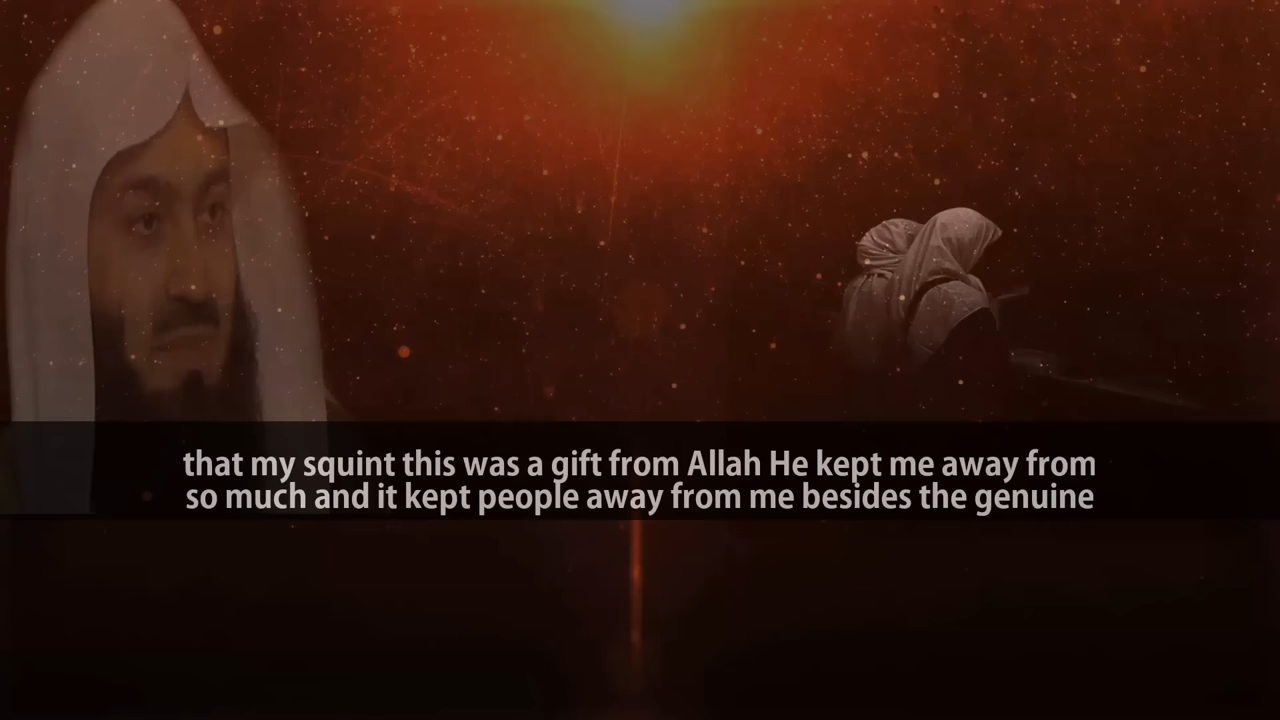 that my squint this was a gift from Allah He kept me away from
so much and it kept people away from me besides the genuine